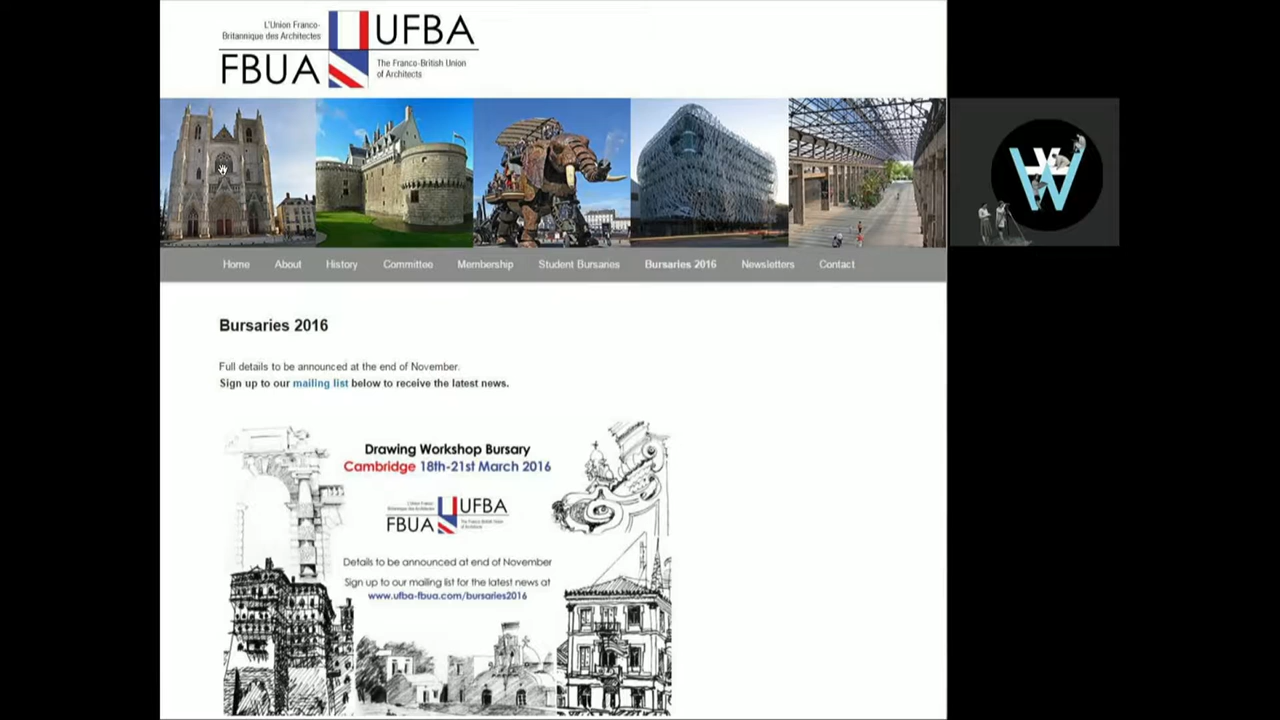 L'Union Franco-
Britannique des Architectes
UFBA
FBUA
The Franco-British Union
of Architects
W
Home About History Committee Membership Student Bursaries Bursaries 2016 Newsletters Contact
Bursaries 2016
Full details to be announced at the end of November.
Sign up to our mailing list below to receive the latest news.
Drawing Workshop Bursary
Cambridge 18th-21st March 2016
UFBA
FBUA
Details to be announced at end of November
Sign up to our mailing list for the latest news at
www.ufba-fbua.com/bursaries2016